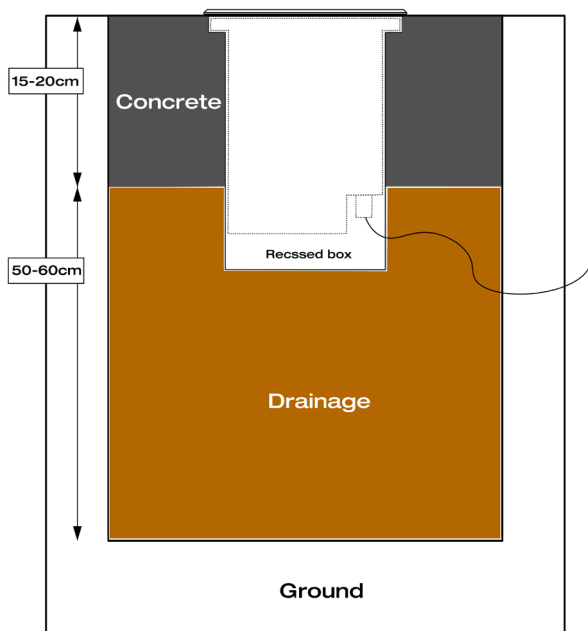 15-20cm
Concrete
50-60cm
Recssed box
Drainage
Ground